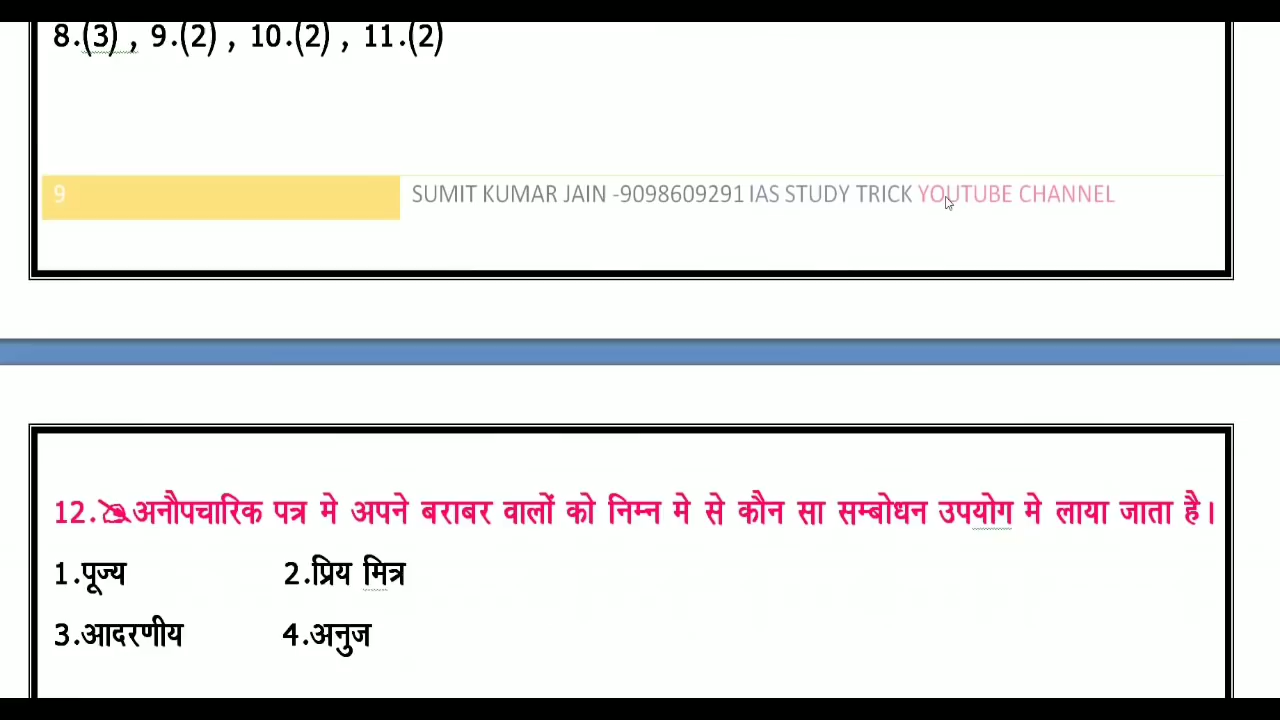 8.(3) , 9.(2) , 10.(2) , 11.(2)
9 SUMIT KUMAR JAIN -9098609291 IAS STUDY TRICK YOUTUBE CHANNEL
12. अनौपचारिक पत्र मे अपने बराबर वालों को निम्न मे से कौन सा सम्बोधन उपयोग मे लाया जाता है।
1.पूज्य 2.प्रिय मित्र
3.आदरणीय 4.अनुज